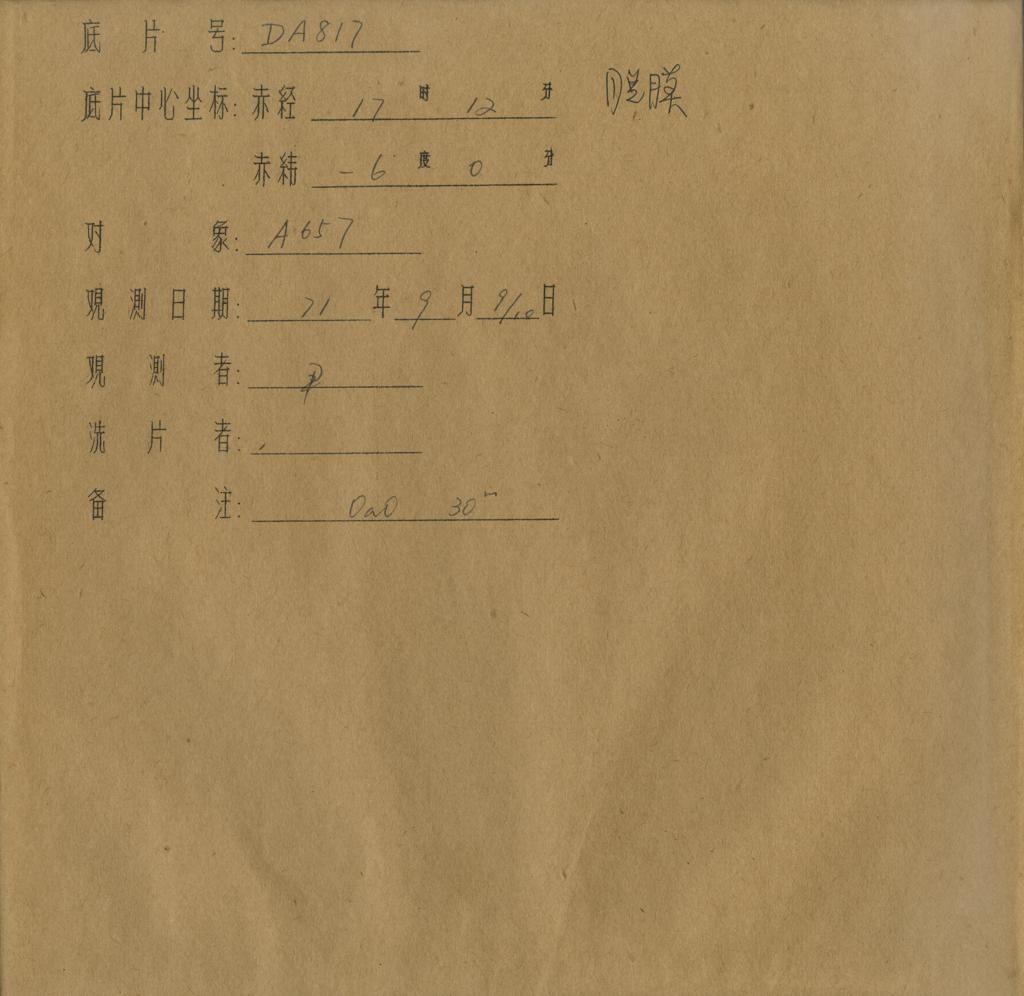 底片号: DA817
底片中心坐标: 赤经 17 时 12 分 脱膜
赤纬 -6 度 0 分
对象: A657
观测日期: 71 年 9 月 9/10 日
观测者:
洗片者:
备注: OaO 30m